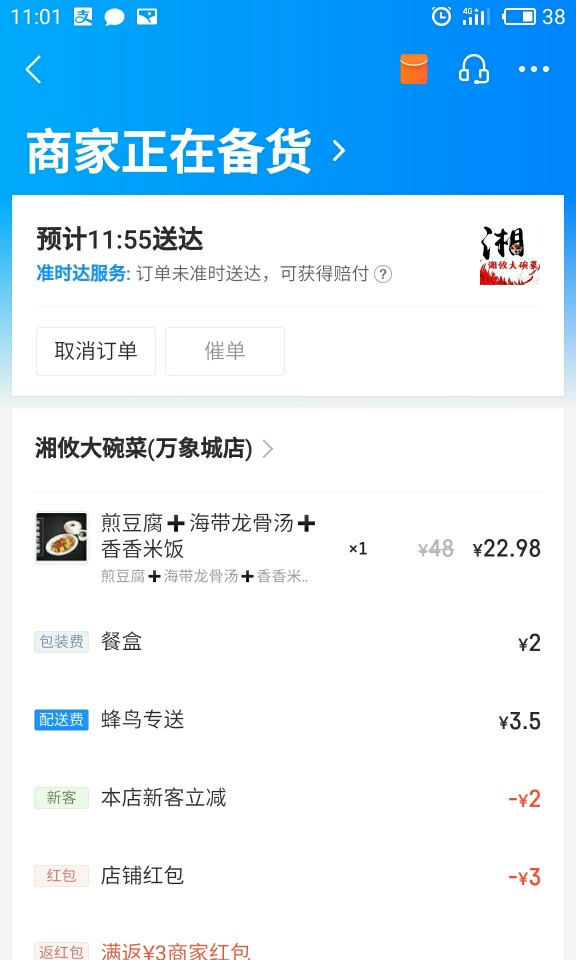 11:01
4G
38
商家正在备货
预计11:55送达
准时达服务: 订单未准时送达，可获得赔付
湘
湘攸大碗菜
取消订单
催单
湘攸大碗菜(万象城店)
煎豆腐➕海带龙骨汤➕
香香米饭
×1
¥48
¥22.98
煎豆腐➕海带龙骨汤➕香香米..
包装费 餐盒 ¥2
配送费 蜂鸟专送 ¥3.5
新客 本店新客立减 -¥2
红包 店铺红包 -¥3
返红包 满返¥3商家红包